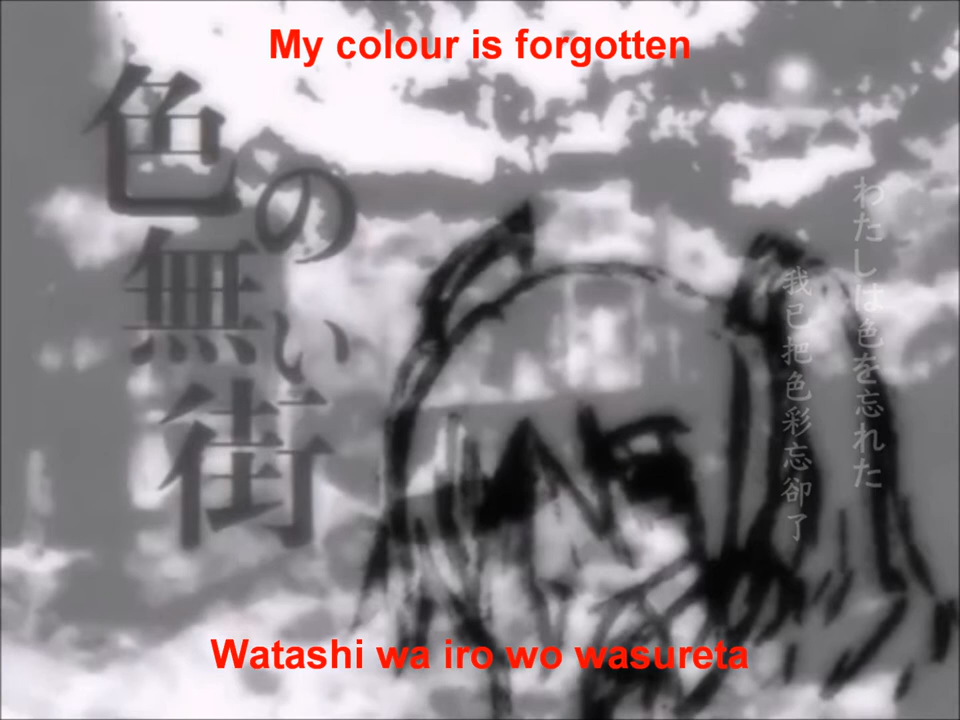 My colour is forgotten
色の
無い
街
わたしは色を忘れた
我已把色彩忘卻了
Watashi wa iro wo wasureta